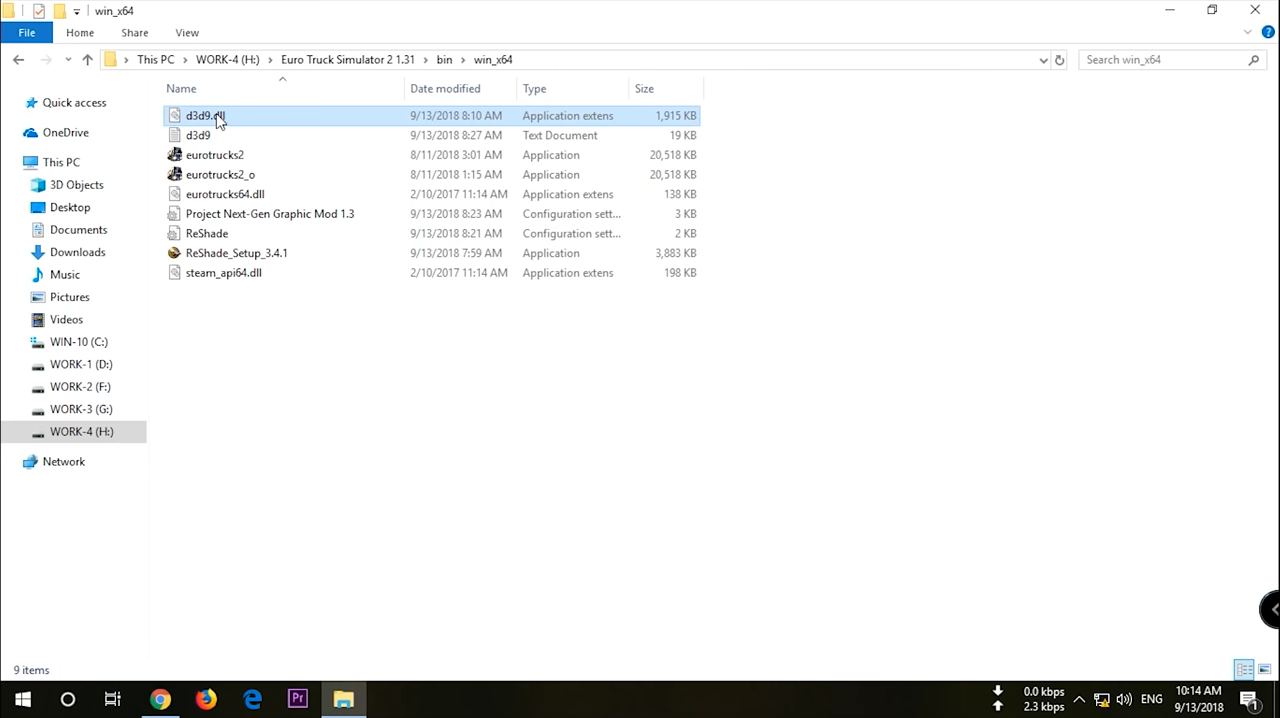 win_x64
File Home Share View
This PC WORK-4 (H:) Euro Truck Simulator 2 1.31 bin win_x64 Search win_x64
Name Date modified Type Size
Quick access
OneDrive
This PC
3D Objects
Desktop
Documents
Downloads
Music
Pictures
Videos
WIN-10 (C:)
WORK-1 (D:)
WORK-2 (F:)
WORK-3 (G:)
WORK-4 (H:)
Network
d3d9.dll 9/13/2018 8:10 AM Application extens 1,915 KB
d3d9 9/13/2018 8:27 AM Text Document 19 KB
eurotrucks2 8/11/2018 3:01 AM Application 20,518 KB
eurotrucks2_o 8/11/2018 1:15 AM Application 20,518 KB
eurotrucks64.dll 2/10/2017 11:14 AM Application extens 138 KB
Project Next-Gen Graphic Mod 1.3 9/13/2018 8:23 AM Configuration sett... 3 KB
ReShade 9/13/2018 8:21 AM Configuration sett... 2 KB
ReShade_Setup_3.4.1 9/13/2018 7:59 AM Application 3,883 KB
steam_api64.dll 2/10/2017 11:14 AM Application extens 198 KB
9 items
Pr
0.0 kbps
2.3 kbps
ENG
10:14 AM
9/13/2018
1